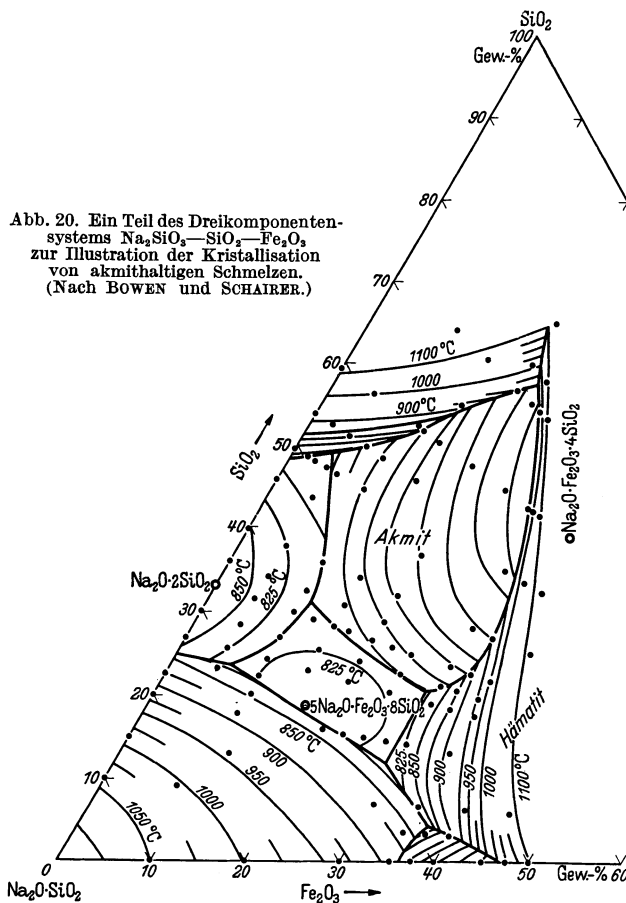 SiO₂
100
Gew.-%
90
80
Abb. 20. Ein Teil des Dreikomponenten-
systems Na₂SiO₃—SiO₂—Fe₂O₃
zur Illustration der Kristallisation
von akmithaltigen Schmelzen.
(Nach BOWEN und SCHAIRER.)
70
60
1100°C
1000
900°C
SiO₂
50
Na₂O·Fe₂O₃·4SiO₂
40
Akmit
Na₂O·2SiO₂
850°C
825°C
30
825°C
20
5Na₂O·Fe₂O₃·8SiO₂
Hämatit
850°C
900
950
825
850
900
950
1000
1100°C
10
1000
1050°C
0
10
20
30
40
50
Gew.-% 60
Na₂O·SiO₂
Fe₂O₃